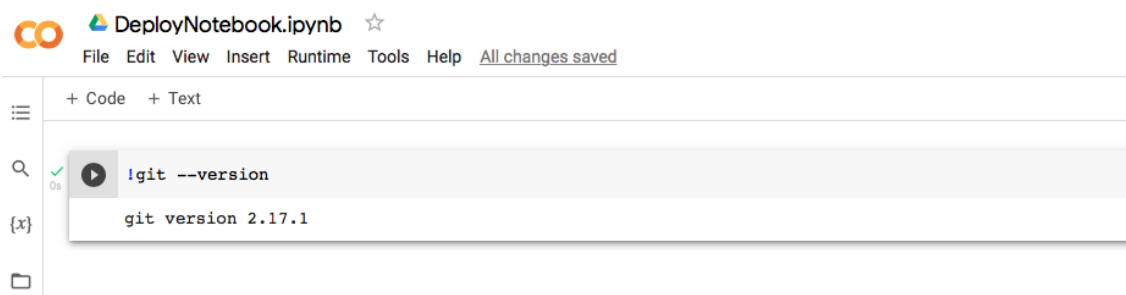 DeployNotebook.ipynb
File Edit View Insert Runtime Tools Help All changes saved
+ Code + Text
!git --version
0s
git version 2.17.1
{x}